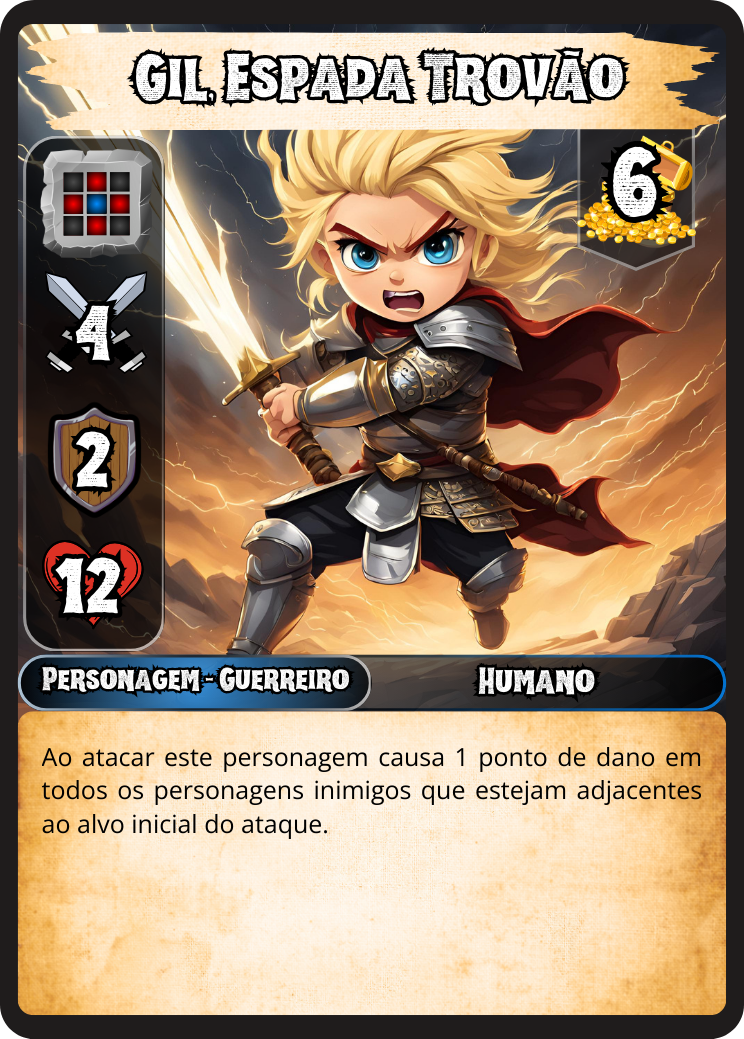 Gil, Espada Trovão
6
4
2
12
Personagem - Guerreiro
Humano
Ao atacar este personagem causa 1 ponto de dano em
todos os personagens inimigos que estejam adjacentes
ao alvo inicial do ataque.